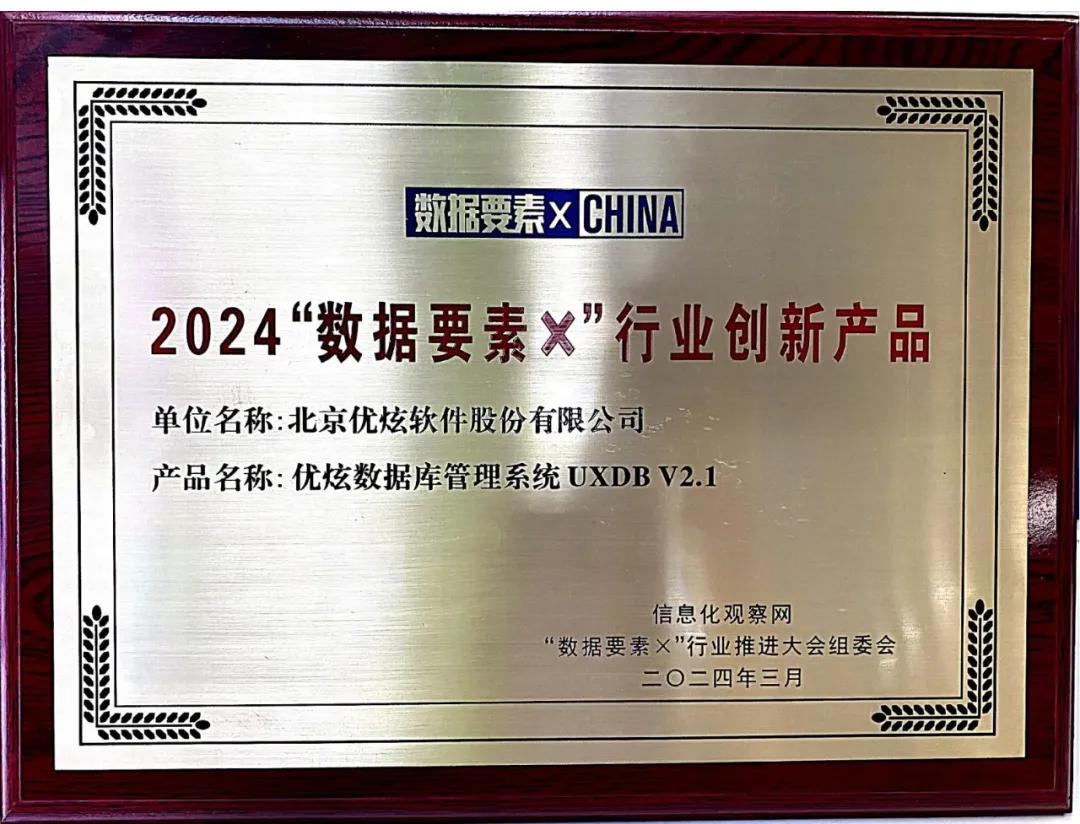 数据要素×CHINA
2024“数据要素×”行业创新产品
单位名称:北京优炫软件股份有限公司
产品名称:优炫数据库管理系统 UXDB V2.1
信息化观察网
“数据要素×”行业推进大会组委会
二〇二四年三月